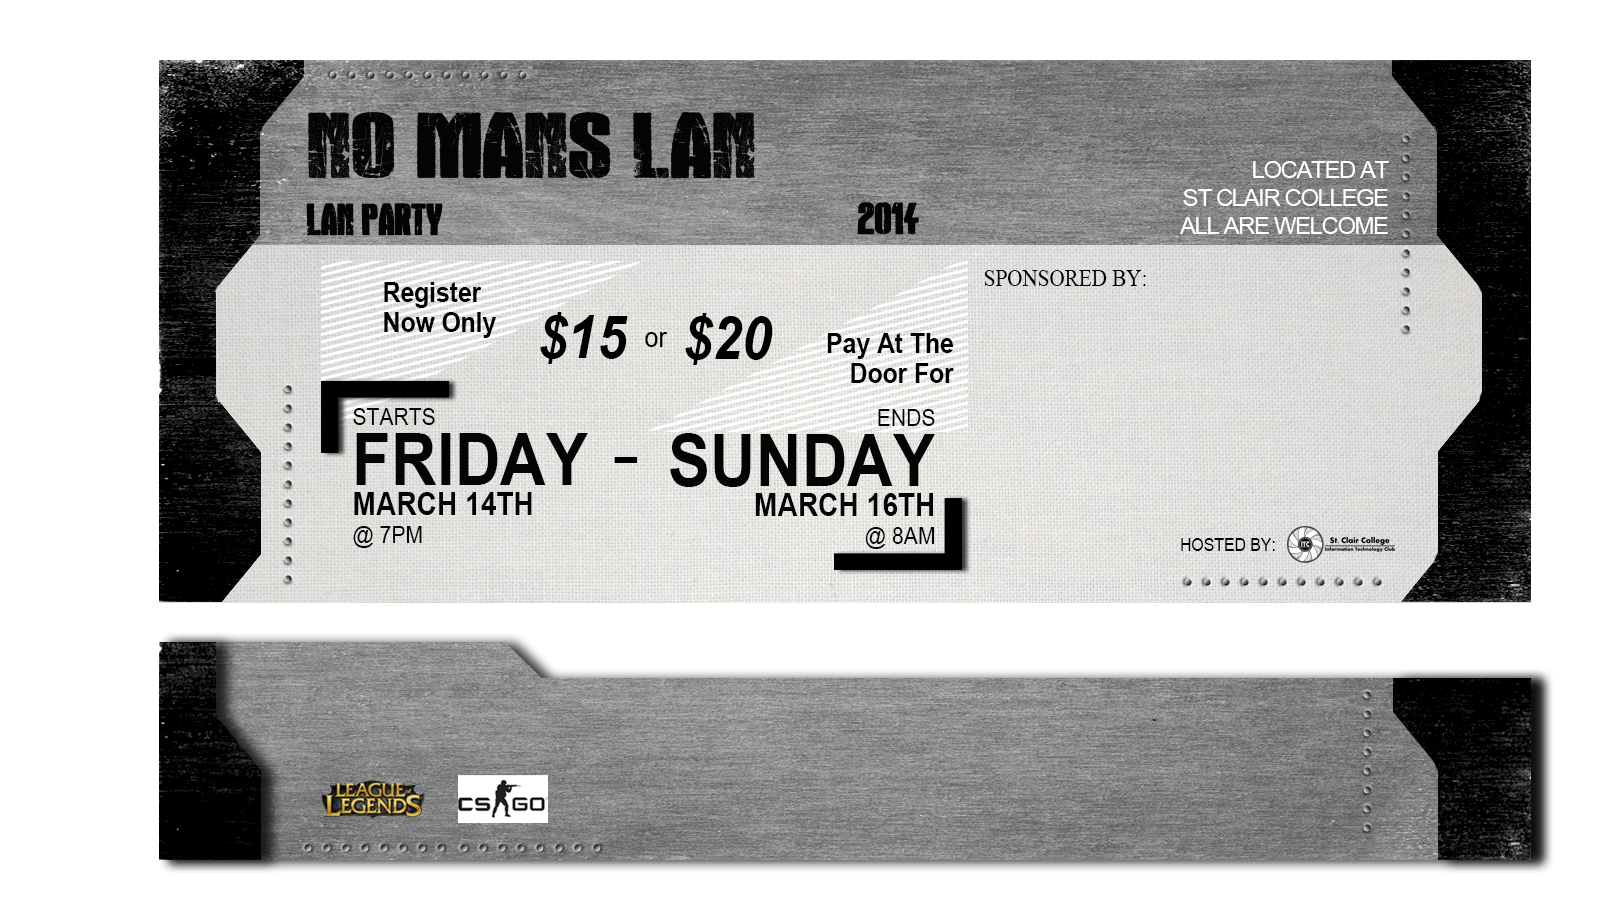 NO MANS LAN
LAN PARTY
2014
LOCATED AT
ST CLAIR COLLEGE
ALL ARE WELCOME
Register
Now Only
$15 or $20
Pay At The
Door For
SPONSORED BY:
STARTS
FRIDAY - SUNDAY
MARCH 14TH
@ 7PM
ENDS
MARCH 16TH
@ 8AM
HOSTED BY:
ITC
St. Clair College
Information Technology Club
LEAGUE of
LEGENDS
CS GO